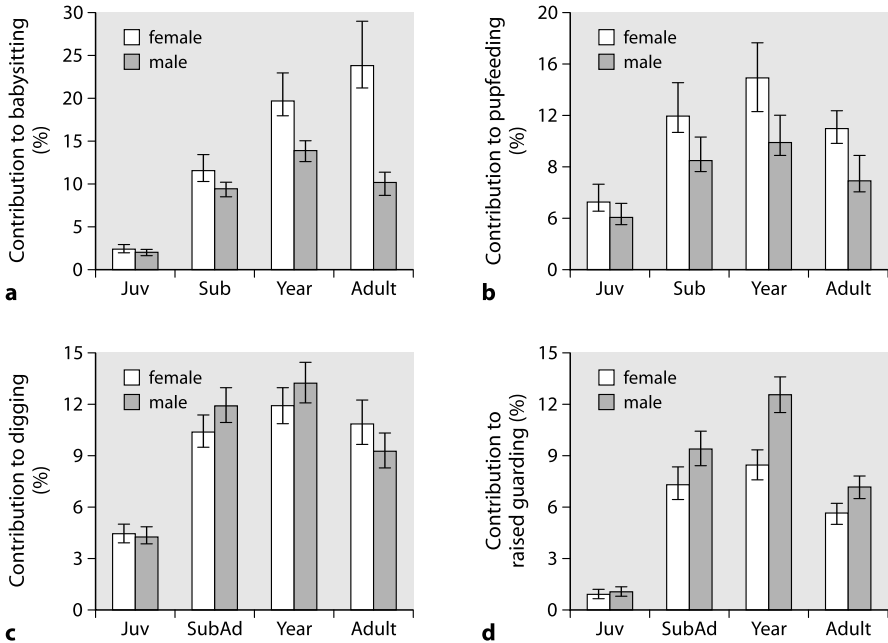 Contribution to babysitting
(%)
30
25
20
15
10
5
0
female
male
Juv
Sub
Year
Adult
a
Contribution to pupfeeding
(%)
20
16
12
8
6
0
female
male
Juv
Sub
Year
Adult
b
Contribution to digging
(%)
15
12
9
6
3
0
female
male
Juv
SubAd
Year
Adult
c
Contribution to
raised guarding (%)
15
12
9
6
3
0
female
male
Juv
SubAd
Year
Adult
d